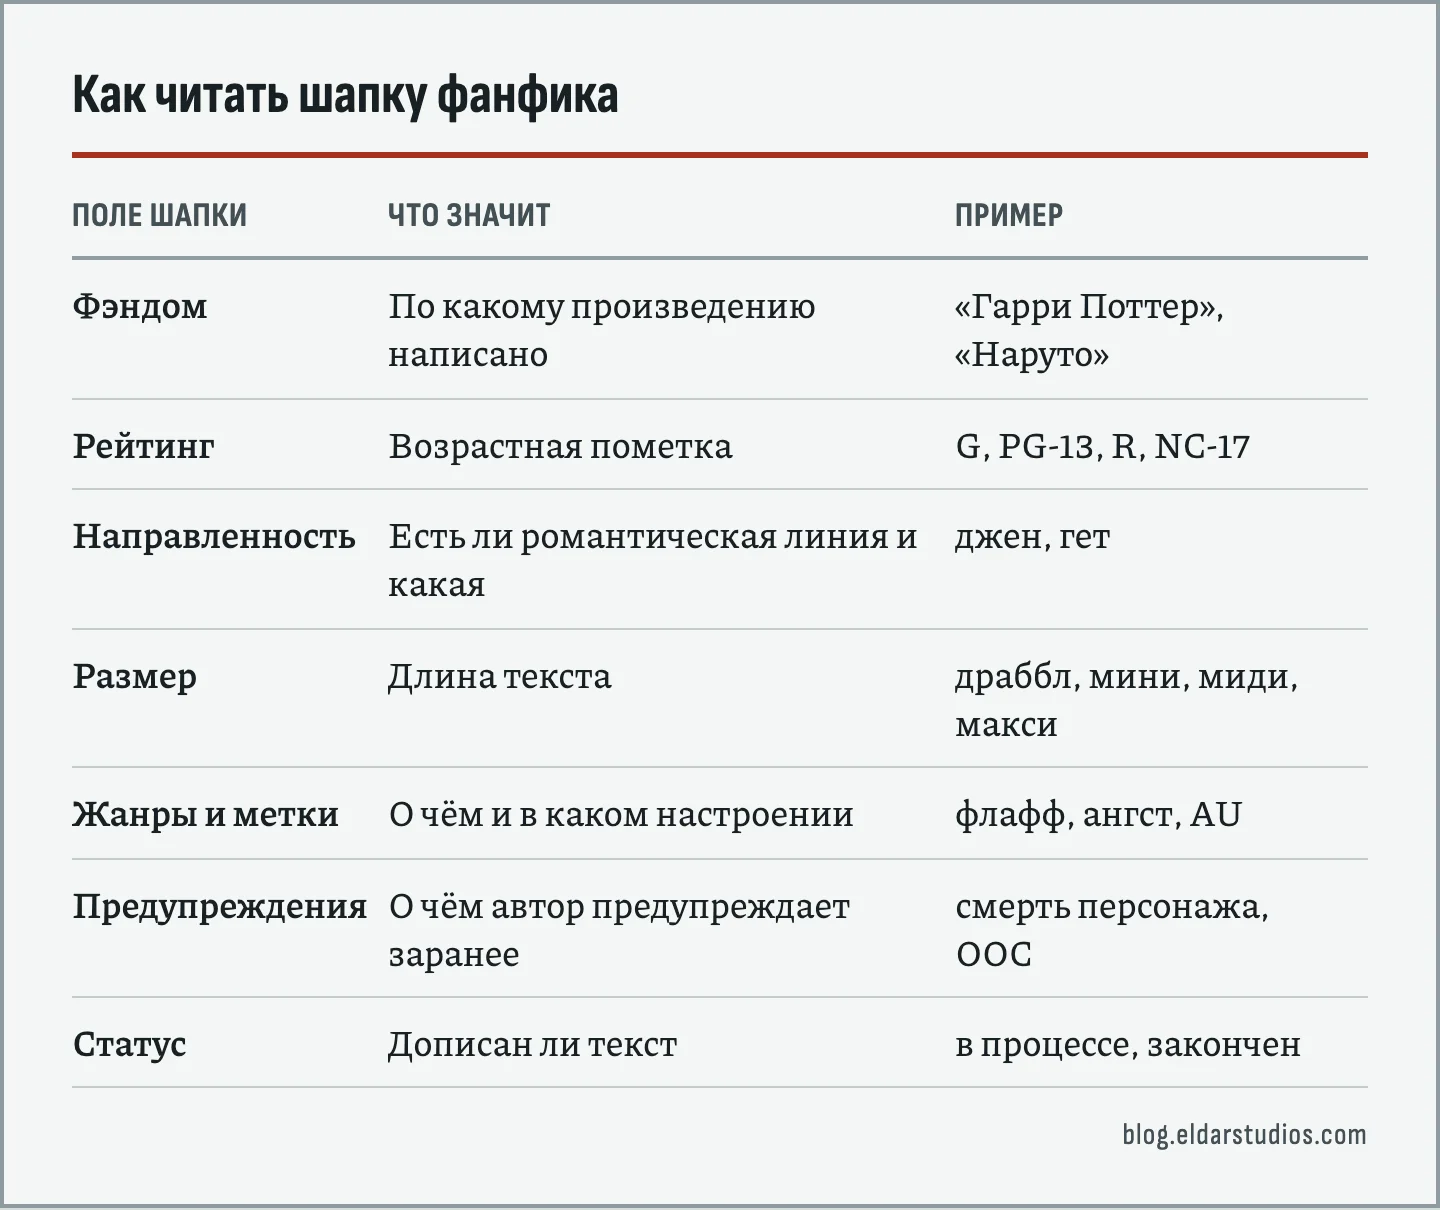 Как читать шапку фанфика
ПОЛЕ ШАПКИ ЧТО ЗНАЧИТ ПРИМЕР
Фэндом По какому произведению «Гарри Поттер»,
написано «Наруто»
Рейтинг Возрастная пометка G, PG-13, R, NC-17
Направленность Есть ли романтическая линия и джен, гет
какая
Размер Длина текста драббл, мини, миди,
макси
Жанры и метки О чём и в каком настроении флафф, ангст, AU
Предупреждения О чём автор предупреждает смерть персонажа,
заранее ООС
Статус Дописан ли текст в процессе, закончен
blog.eldarstudios.com